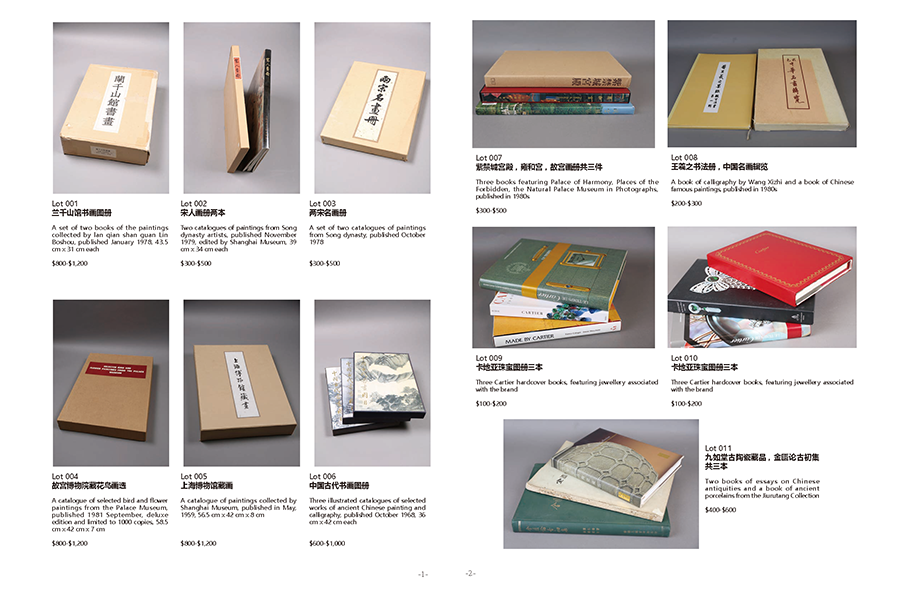 蘭千山館書畫
宋人畫冊
兩宋名畫冊
Lot 001
兰千山馆书画图册
A set of two books of the paintings
collected by lan qian shan guan Lin
Boshou, published January 1978, 43.5
cm x 31 cm each
$800-$1,200
Lot 002
宋人画册两本
Two catalogues of paintings from Song
dynasty artists, published November
1979, edited by Shanghai Museum, 39
cm x 34 cm each
$300-$500
Lot 003
两宋名画册
A set of two catalogues of paintings
from Song dynasty, published October
1978
$300-$500
上海博物館藏畫
Lot 004
故宫博物院藏花鸟画选
A catalogue of selected bird and flower
paintings from the Palace Museum,
published 1981 September, deluxe
edition and limited to 1000 copies, 58.5
cm x 42 cm x 7 cm
$800-$1,200
Lot 005
上海博物馆藏画
A catalogue of paintings collected by
Shanghai Museum, published in May,
1959, 56.5 cm x 42 cm x 8 cm
$800-$1,200
Lot 006
中国古代书画图册
Three illustrated catalogues of selected
works of ancient Chinese painting and
calligraphy, published October 1968, 36
cm x 42 cm each
$600-$1,000
-1-
紫禁城宮殿
Lot 007
紫禁城宫殿，雍和宫，故宫画册共三件
Three books featuring Palace of Harmony, Places of the
Forbidden, the Natural Palace Museum in Photographs,
published in 1980s
$300-$500
Lot 008
王羲之书法册，中国名画辑览
A book of calligraphy by Wang Xizhi and a book of Chinese
famous paintings, published in 1980s
$200-$300
Cartier
CARTIER
MADE BY CARTIER
Lot 009
卡地亚珠宝图册三本
Three Cartier hardcover books, featuring jewellery associated
with the brand
$100-$200
Cartier
Lot 010
卡地亚珠宝图册三本
Three Cartier hardcover books, featuring jewellery associated
with the brand
$100-$200
Lot 011
九如堂古陶瓷藏品，金匮论古初集
共三本
Two books of essays on Chinese
antiquities and a book of ancient
porcelains from the Jiurutang Collection
$400-$600
-2-